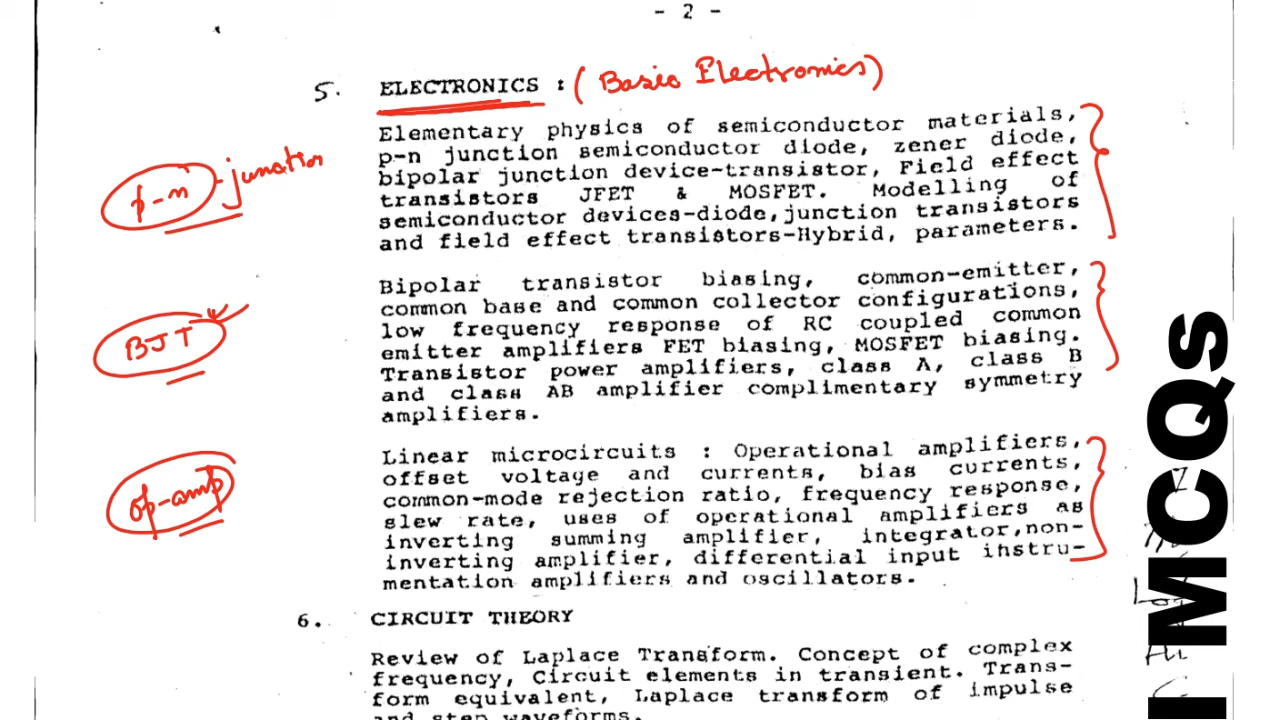 - 2 -
5. ELECTRONICS : (Basic Electronics)
Elementary physics of semiconductor materials,
p-n junction semiconductor diode, zener diode,
bipolar junction device-transistor, Field effect
transistors JFET & MOSFET. Modelling of
semiconductor devices-diode,junction transistors
and field effect transistors-Hybrid, parameters.
p-n-junction
Bipolar transistor biasing, common-emitter,
common base and common collector configurations,
low frequency response of RC coupled common
emitter amplifiers FET biasing, MOSFET biasing.
Transistor power amplifiers, class A, class B
and class AB amplifier complimentary symmetry
amplifiers.
BJT
Linear microcircuits : Operational amplifiers,
offset voltage and currents, bias currents,
common-mode rejection ratio, frequency response,
slew rate, uses of operational amplifiers as
inverting summing amplifier, integrator,non-
inverting amplifier, differential input instru-
mentation amplifiers and oscillators.
op-amp
6. CIRCUIT THEORY
Review of Laplace Transform. Concept of complex
frequency, Circuit elements in transient. Trans-
form equivalent, Laplace transform of impulse
and step waveforms.
MCQs